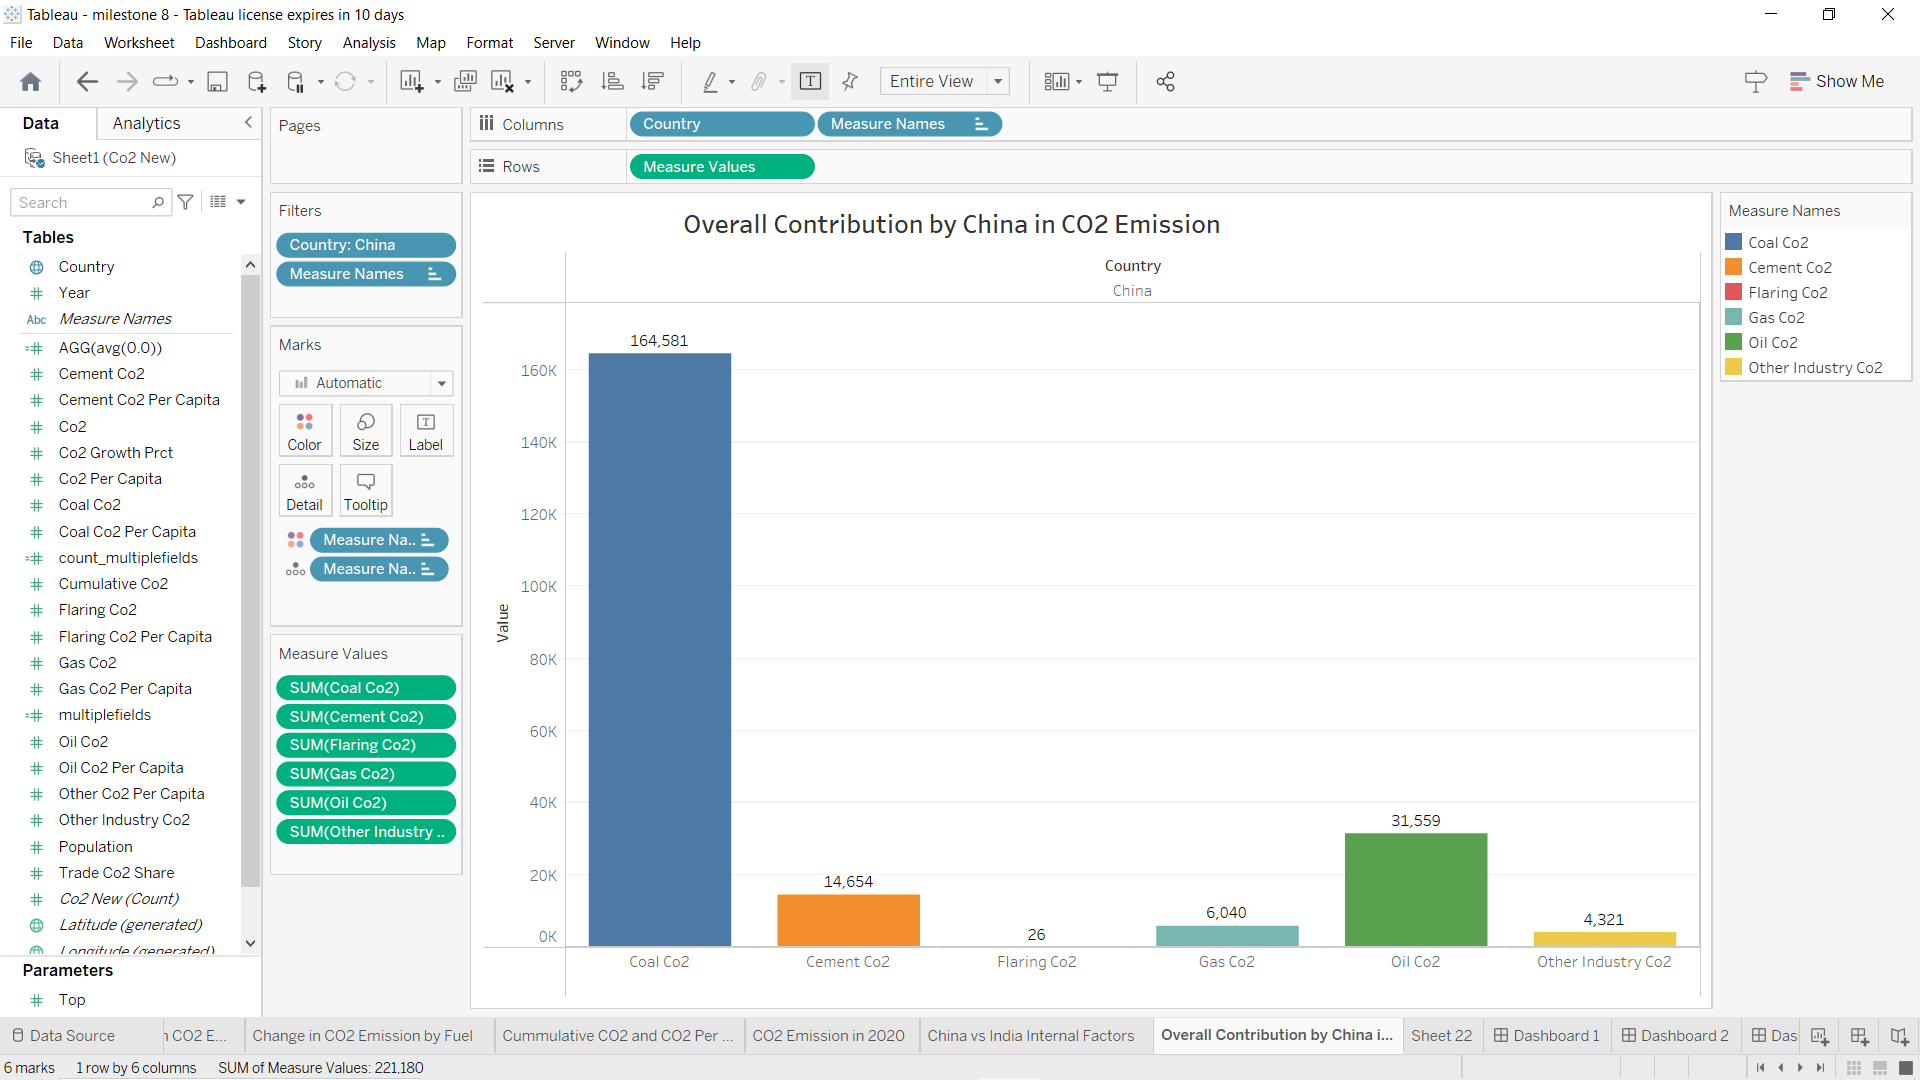 Tableau - milestone 8 - Tableau license expires in 10 days
File Data Worksheet Dashboard Story Analysis Map Format Server Window Help
Entire View
Show Me
Data
Analytics
Sheet1 (Co2 New)
Search
Tables
Country
Year
Abc Measure Names
AGG(avg(0.0))
Cement Co2
Cement Co2 Per Capita
Co2
Co2 Growth Prct
Co2 Per Capita
Coal Co2
Coal Co2 Per Capita
count_multiplefields
Cumulative Co2
Flaring Co2
Flaring Co2 Per Capita
Gas Co2
Gas Co2 Per Capita
multiplefields
Oil Co2
Oil Co2 Per Capita
Other Co2 Per Capita
Other Industry Co2
Population
Trade Co2 Share
Co2 New (Count)
Latitude (generated)
Longitude (generated)
Parameters
Top
Pages
Filters
Country: China
Measure Names
Marks
Automatic
Color Size Label
Detail Tooltip
Measure Na..
Measure Na..
Measure Values
SUM(Coal Co2)
SUM(Cement Co2)
SUM(Flaring Co2)
SUM(Gas Co2)
SUM(Oil Co2)
SUM(Other Industry ..
Columns Country Measure Names
Rows Measure Values
Overall Contribution by China in CO2 Emission
Country
China
Value
160K
140K
120K
100K
80K
60K
40K
20K
0K
164,581
14,654
26
6,040
31,559
4,321
Coal Co2 Cement Co2 Flaring Co2 Gas Co2 Oil Co2 Other Industry Co2
Measure Names
Coal Co2
Cement Co2
Flaring Co2
Gas Co2
Oil Co2
Other Industry Co2
Data Source CO2 E... Change in CO2 Emission by Fuel Cummulative CO2 and CO2 Per ... CO2 Emission in 2020 China vs India Internal Factors Overall Contribution by China i... Sheet 22 Dashboard 1 Dashboard 2 Das
6 marks 1 row by 6 columns SUM of Measure Values: 221,180